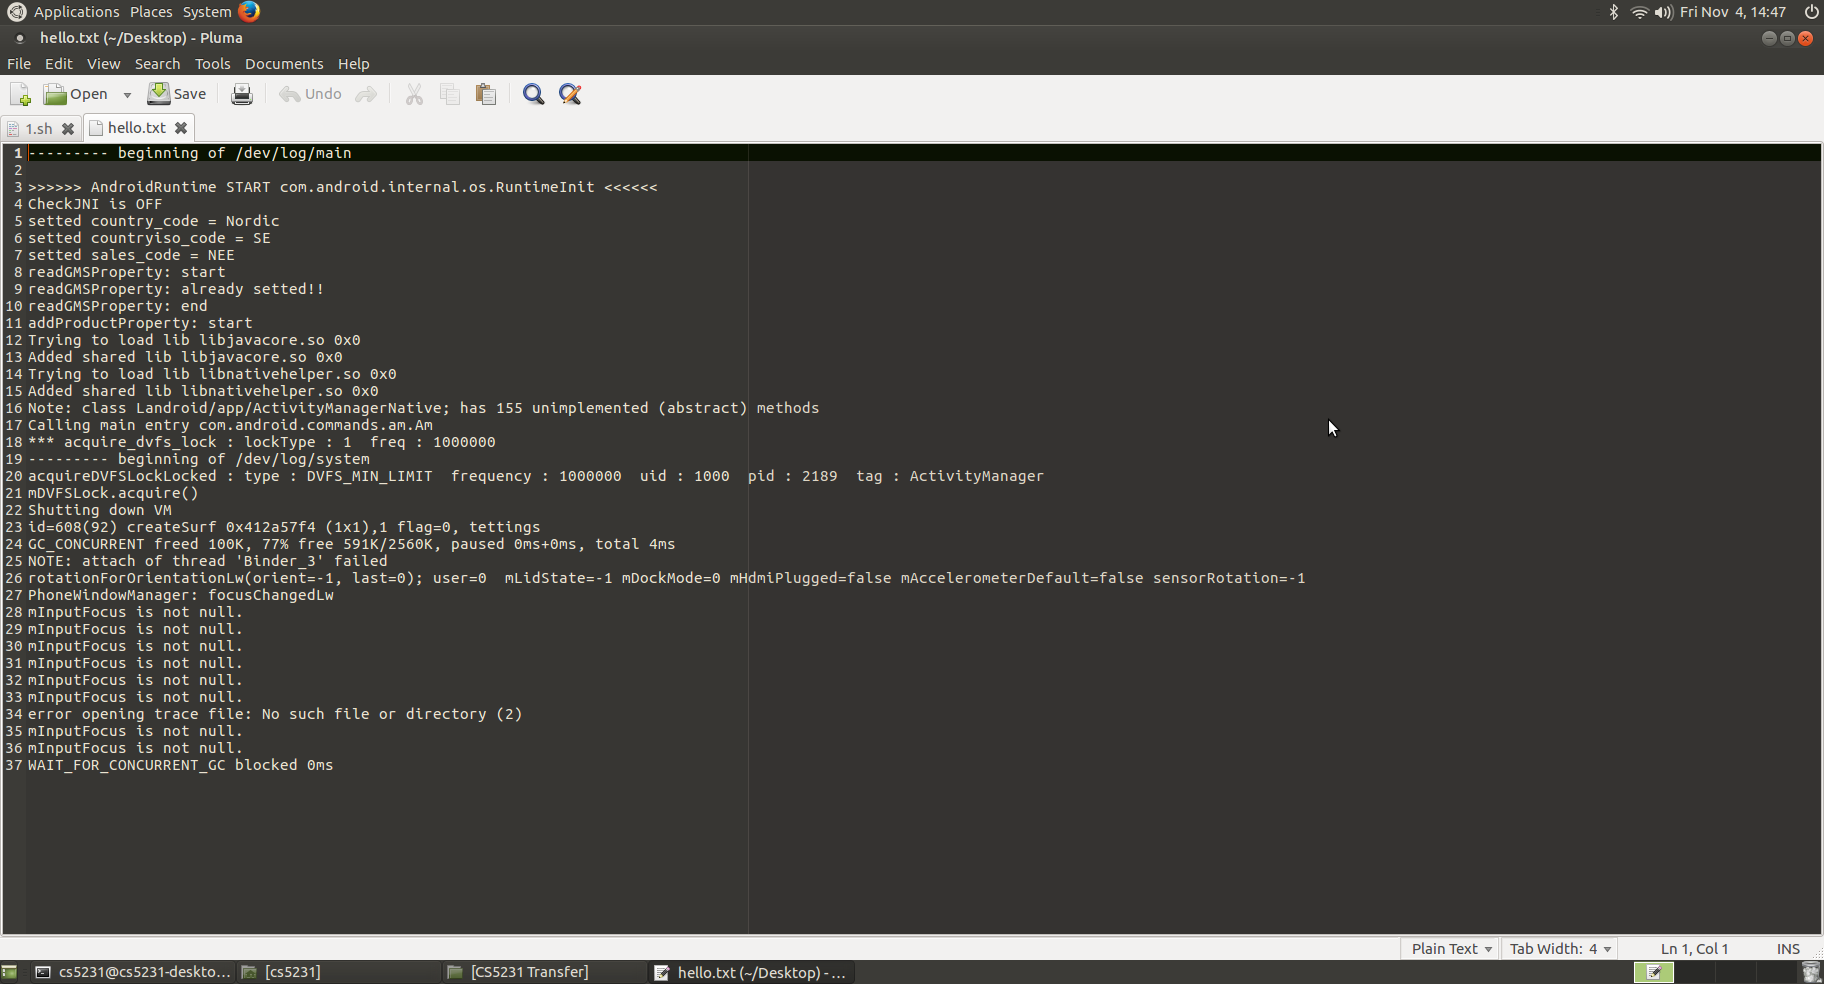 Applications Places System Fri Nov 4, 14:47
hello.txt (~/Desktop) - Pluma
File Edit View Search Tools Documents Help
Open Save Undo
1.sh hello.txt
1 --------- beginning of /dev/log/main
2
3 >>>>>> AndroidRuntime START com.android.internal.os.RuntimeInit <<<<<<
4 CheckJNI is OFF
5 setted country_code = Nordic
6 setted countryiso_code = SE
7 setted sales_code = NEE
8 readGMSProperty: start
9 readGMSProperty: already setted!!
10 readGMSProperty: end
11 addProductProperty: start
12 Trying to load lib libjavacore.so 0x0
13 Added shared lib libjavacore.so 0x0
14 Trying to load lib libnativehelper.so 0x0
15 Added shared lib libnativehelper.so 0x0
16 Note: class Landroid/app/ActivityManagerNative; has 155 unimplemented (abstract) methods
17 Calling main entry com.android.commands.am.Am
18 *** acquire_dvfs_lock : lockType : 1  freq : 1000000
19 --------- beginning of /dev/log/system
20 acquireDVFSLockLocked : type : DVFS_MIN_LIMIT  frequency : 1000000  uid : 1000  pid : 2189  tag : ActivityManager
21 mDVFSLock.acquire()
22 Shutting down VM
23 id=608(92) createSurf 0x412a57f4 (1x1),1 flag=0, tettings
24 GC_CONCURRENT freed 100K, 77% free 591K/2560K, paused 0ms+0ms, total 4ms
25 NOTE: attach of thread 'Binder_3' failed
26 rotationForOrientationLw(orient=-1, last=0); user=0  mLidState=-1 mDockMode=0 mHdmiPlugged=false mAccelerometerDefault=false sensorRotation=-1
27 PhoneWindowManager: focusChangedLw
28 mInputFocus is not null.
29 mInputFocus is not null.
30 mInputFocus is not null.
31 mInputFocus is not null.
32 mInputFocus is not null.
33 mInputFocus is not null.
34 error opening trace file: No such file or directory (2)
35 mInputFocus is not null.
36 mInputFocus is not null.
37 WAIT_FOR_CONCURRENT_GC blocked 0ms
Plain Text Tab Width: 4 Ln 1, Col 1 INS
cs5231@cs5231-deskto... [cs5231] [CS5231 Transfer] hello.txt (~/Desktop) - ...